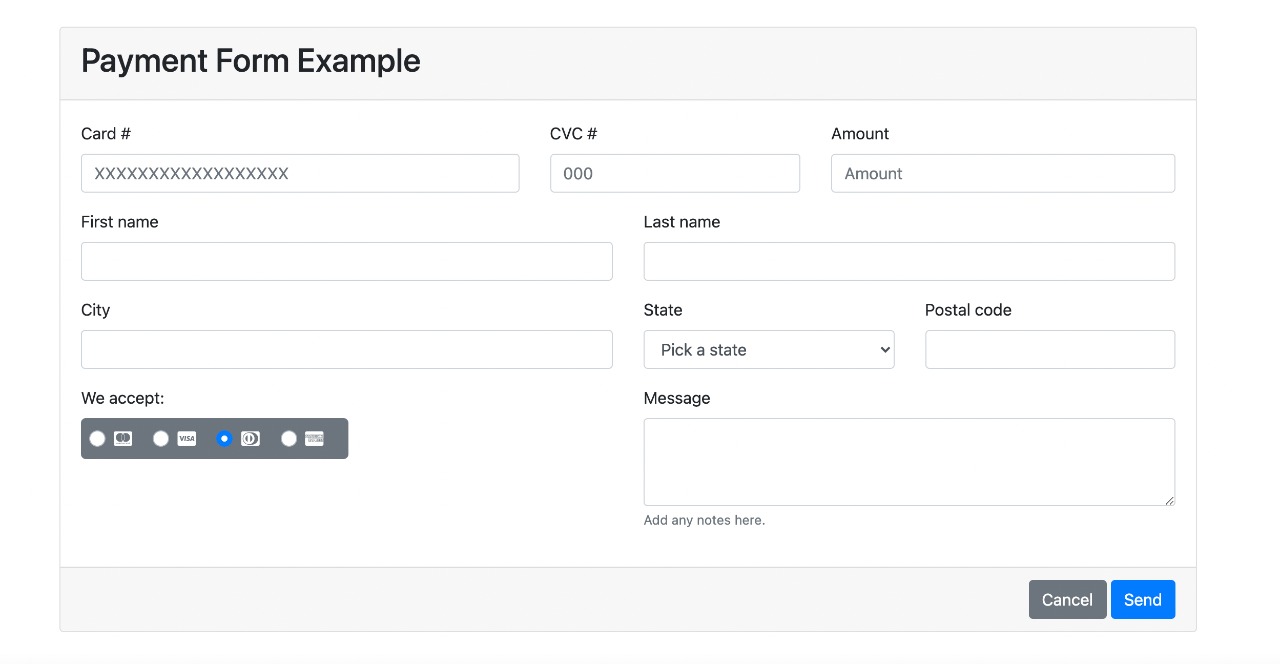 Payment Form Example
Card #
CVC #
Amount
XXXXXXXXXXXXXXXXXX
000
Amount
First name
Last name
City
State
Postal code
Pick a state
We accept:
Message
VISA
Add any notes here.
Cancel
Send